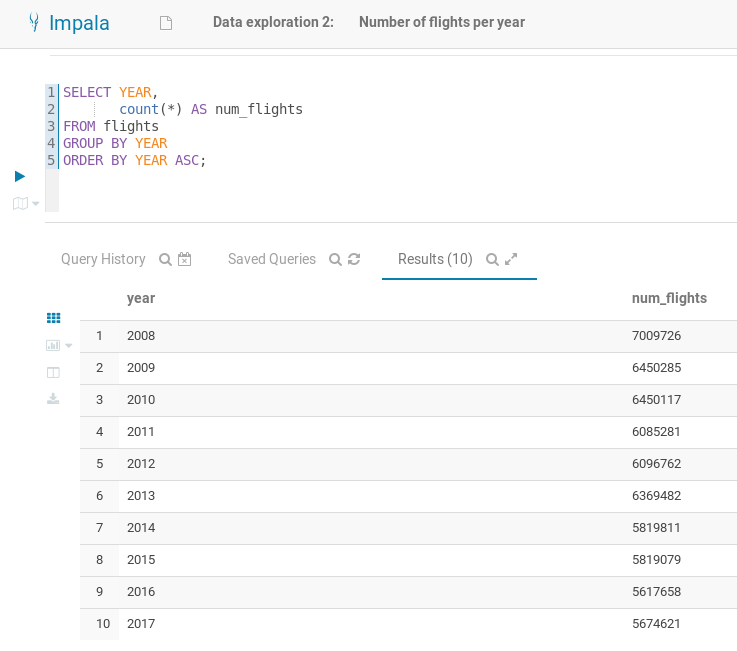 Impala Data exploration 2: Number of flights per year
1 SELECT YEAR,
2 count(*) AS num_flights
3 FROM flights
4 GROUP BY YEAR
5 ORDER BY YEAR ASC;
Query History Saved Queries Results (10)
year num_flights
1 2008 7009726
2 2009 6450285
3 2010 6450117
4 2011 6085281
5 2012 6096762
6 2013 6369482
7 2014 5819811
8 2015 5819079
9 2016 5617658
10 2017 5674621